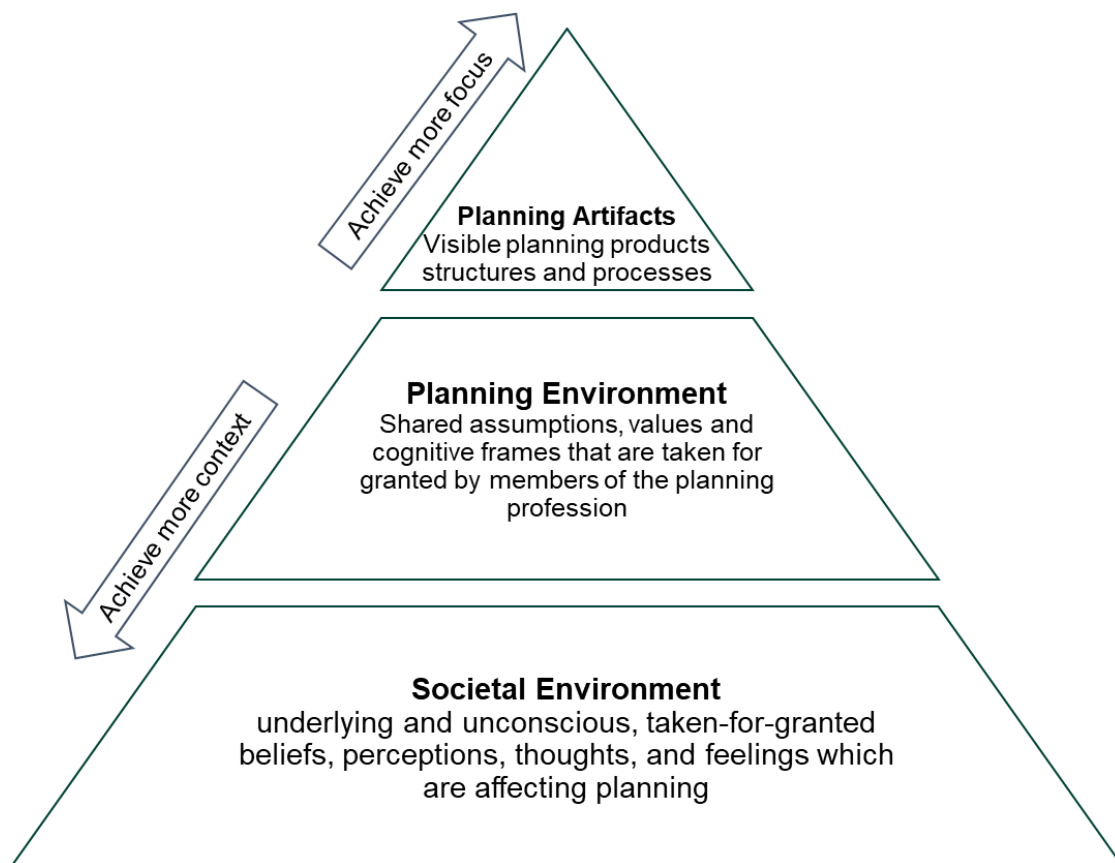 Achieve more focus
Planning Artifacts
Visible planning products
structures and processes
Achieve more context
Planning Environment
Shared assumptions, values and
cognitive frames that are taken for
granted by members of the planning
profession
Societal Environment
underlying and unconscious, taken-for-granted
beliefs, perceptions, thoughts, and feelings which
are affecting planning